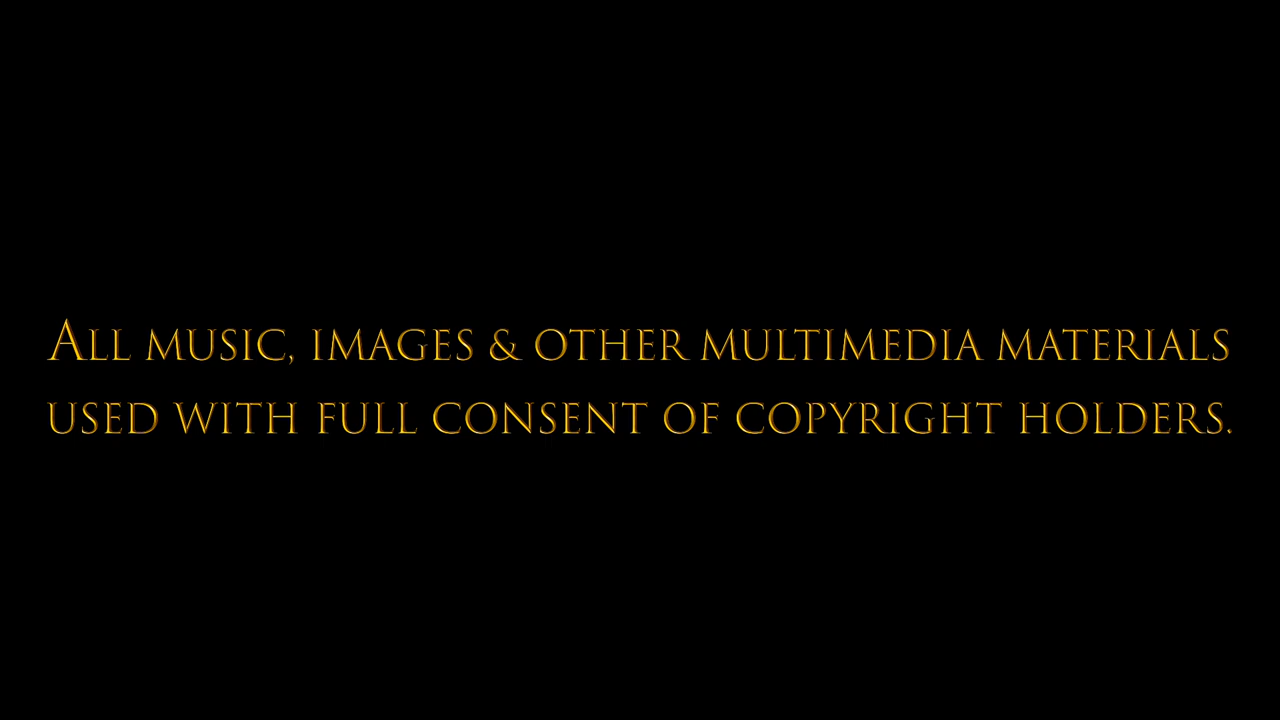 All music, images & other multimedia materials
used with full consent of copyright holders.